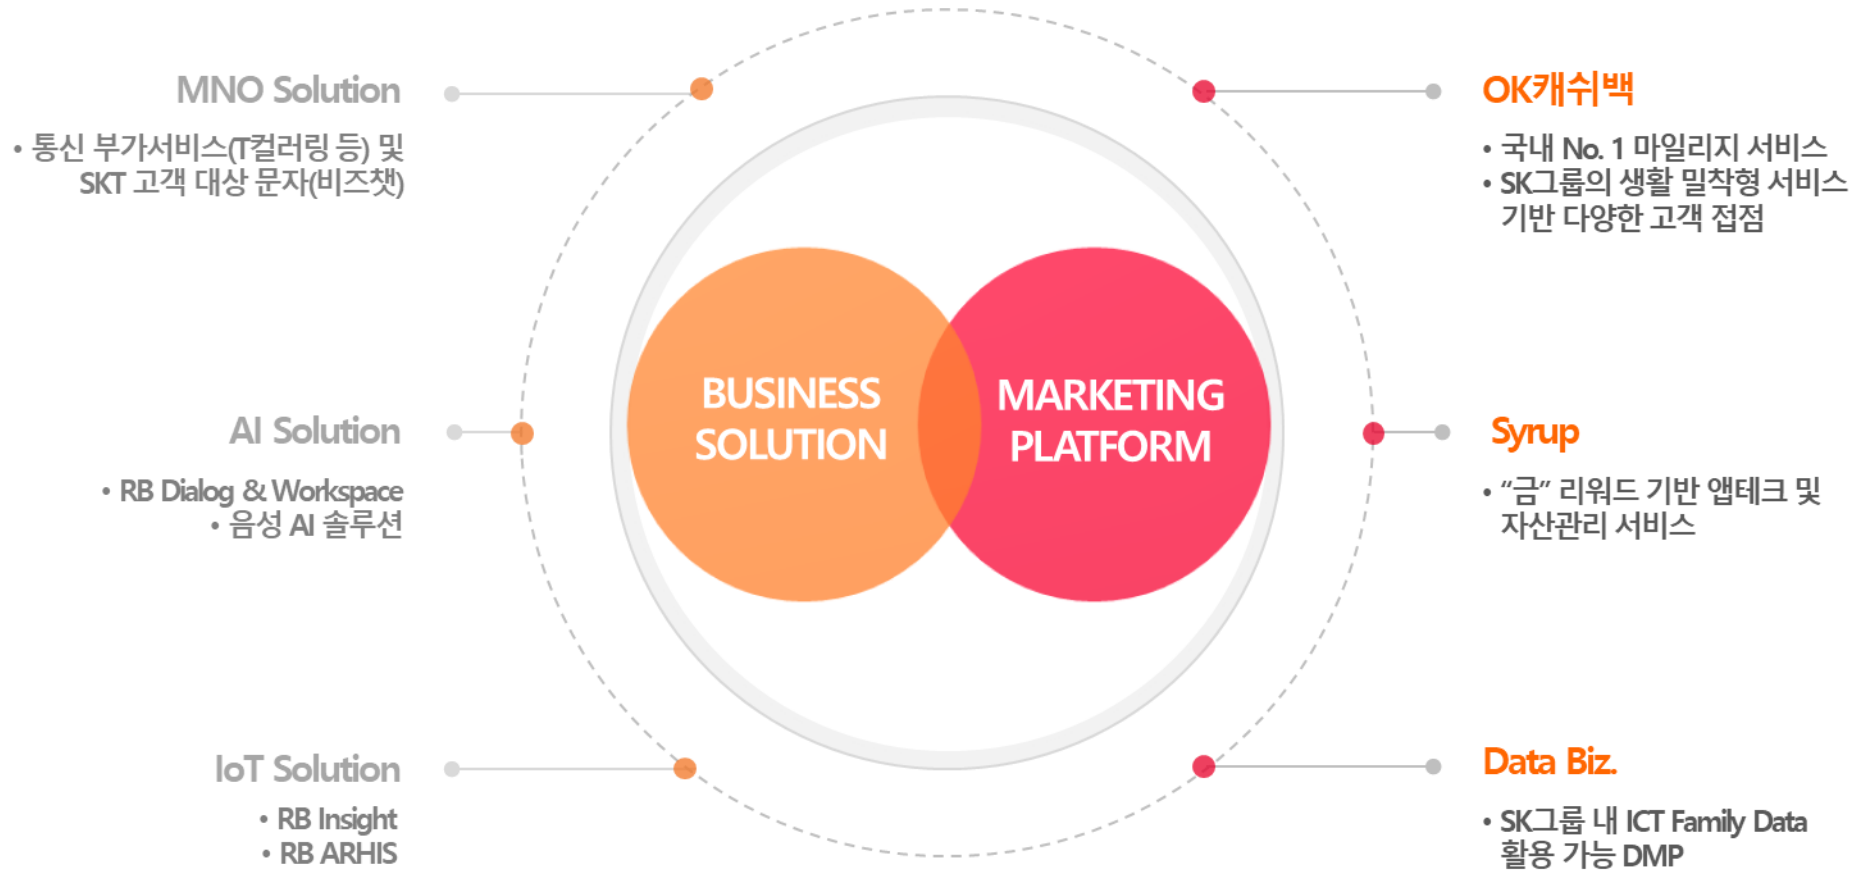 MNO Solution
• 통신 부가서비스(T컬러링 등) 및
SKT 고객 대상 문자(비즈챗)
AI Solution
• RB Dialog & Workspace
• 음성 AI 솔루션
IoT Solution
• RB Insight
• RB ARHIS
BUSINESS
SOLUTION
MARKETING
PLATFORM
OK캐쉬백
• 국내 No. 1 마일리지 서비스
• SK그룹의 생활 밀착형 서비스
기반 다양한 고객 접점
Syrup
• “금” 리워드 기반 앱테크 및
자산관리 서비스
Data Biz.
• SK그룹 내 ICT Family Data
활용 가능 DMP